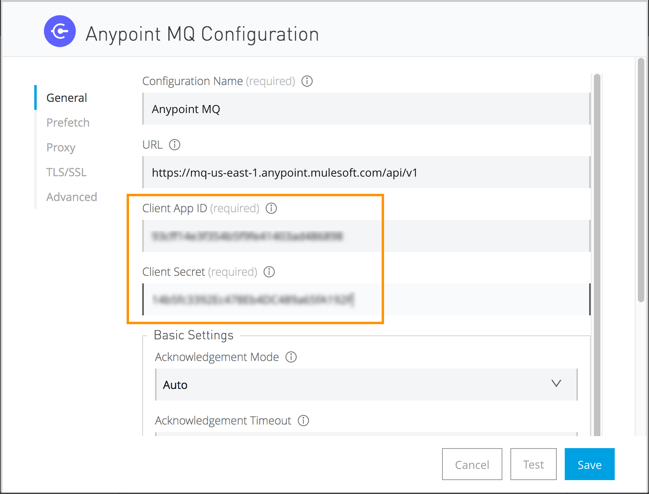 Anypoint MQ Configuration
General
Prefetch
Proxy
TLS/SSL
Advanced
Configuration Name (required)
Anypoint MQ
URL
https://mq-us-east-1.anypoint.mulesoft.com/api/v1
Client App ID (required)
Client Secret (required)
Basic Settings
Acknowledgement Mode
Auto
Acknowledgement Timeout
Cancel
Test
Save